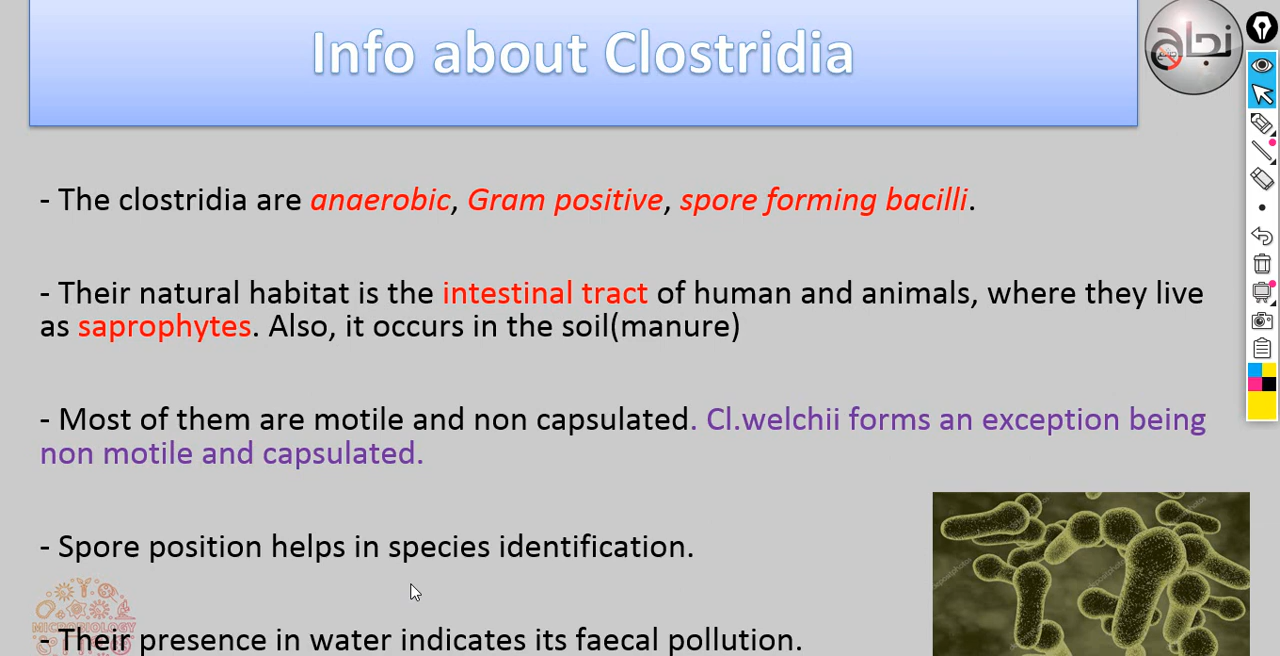 Info about Clostridia
- The clostridia are anaerobic, Gram positive, spore forming bacilli.
- Their natural habitat is the intestinal tract of human and animals, where they live
as saprophytes. Also, it occurs in the soil(manure)
- Most of them are motile and non capsulated. Cl.welchii forms an exception being
non motile and capsulated.
- Spore position helps in species identification.
MICROBIOLOGY
- Their presence in water indicates its faecal pollution.